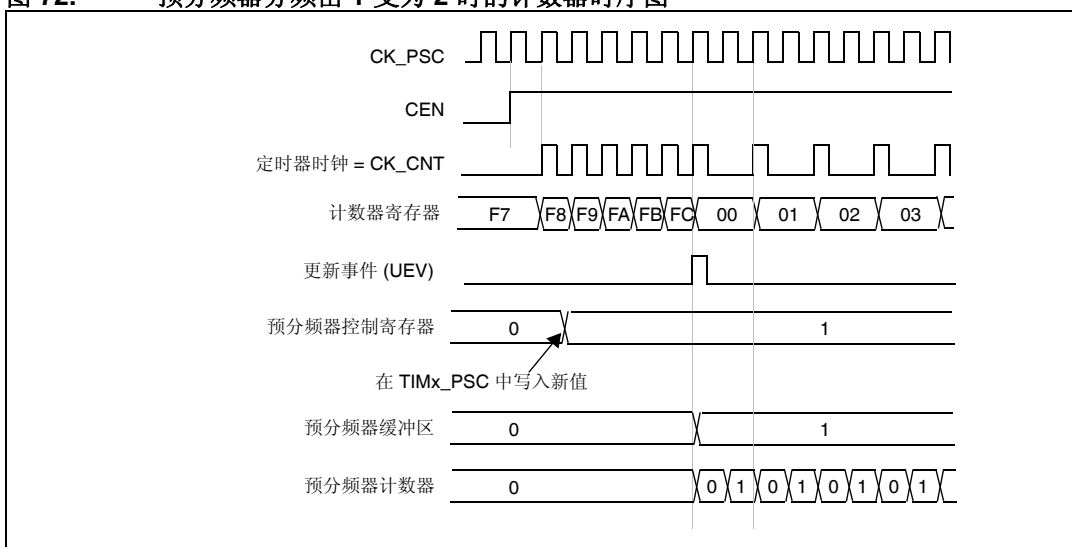 CK_PSC
CEN
定时器时钟 = CK_CNT
计数器寄存器 F7 F8 F9 FA FB FC 00 01 02 03
更新事件 (UEV)
预分频器控制寄存器 0 1
在 TIMx_PSC 中写入新值
预分频器缓冲区 0 1
预分频器计数器 0 0 1 0 1 0 1 0 1